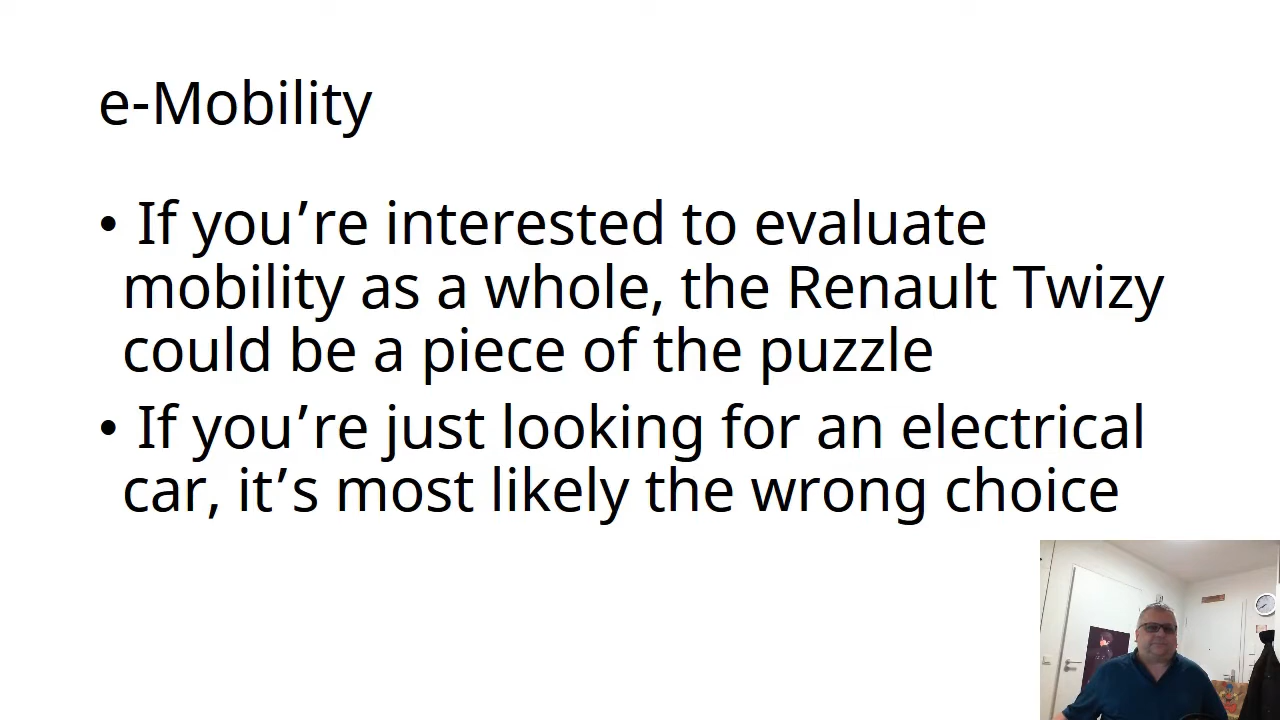 e-Mobility
• If you’re interested to evaluate
mobility as a whole, the Renault Twizy
could be a piece of the puzzle
• If you’re just looking for an electrical
car, it’s most likely the wrong choice